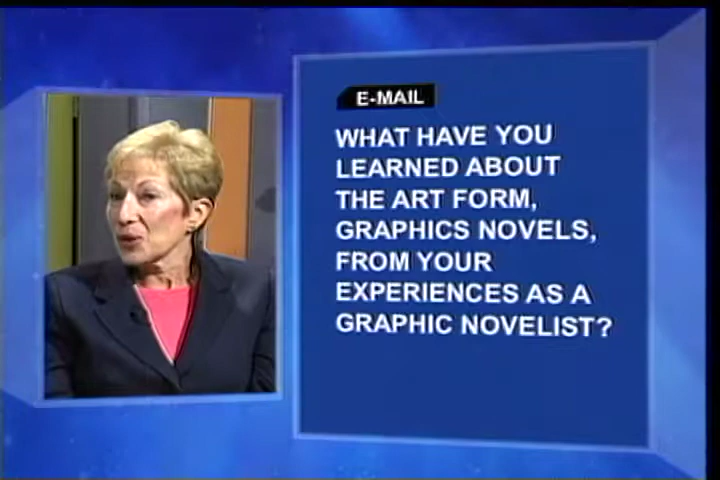 E-MAIL
WHAT HAVE YOU
LEARNED ABOUT
THE ART FORM,
GRAPHICS NOVELS,
FROM YOUR
EXPERIENCES AS A
GRAPHIC NOVELIST?